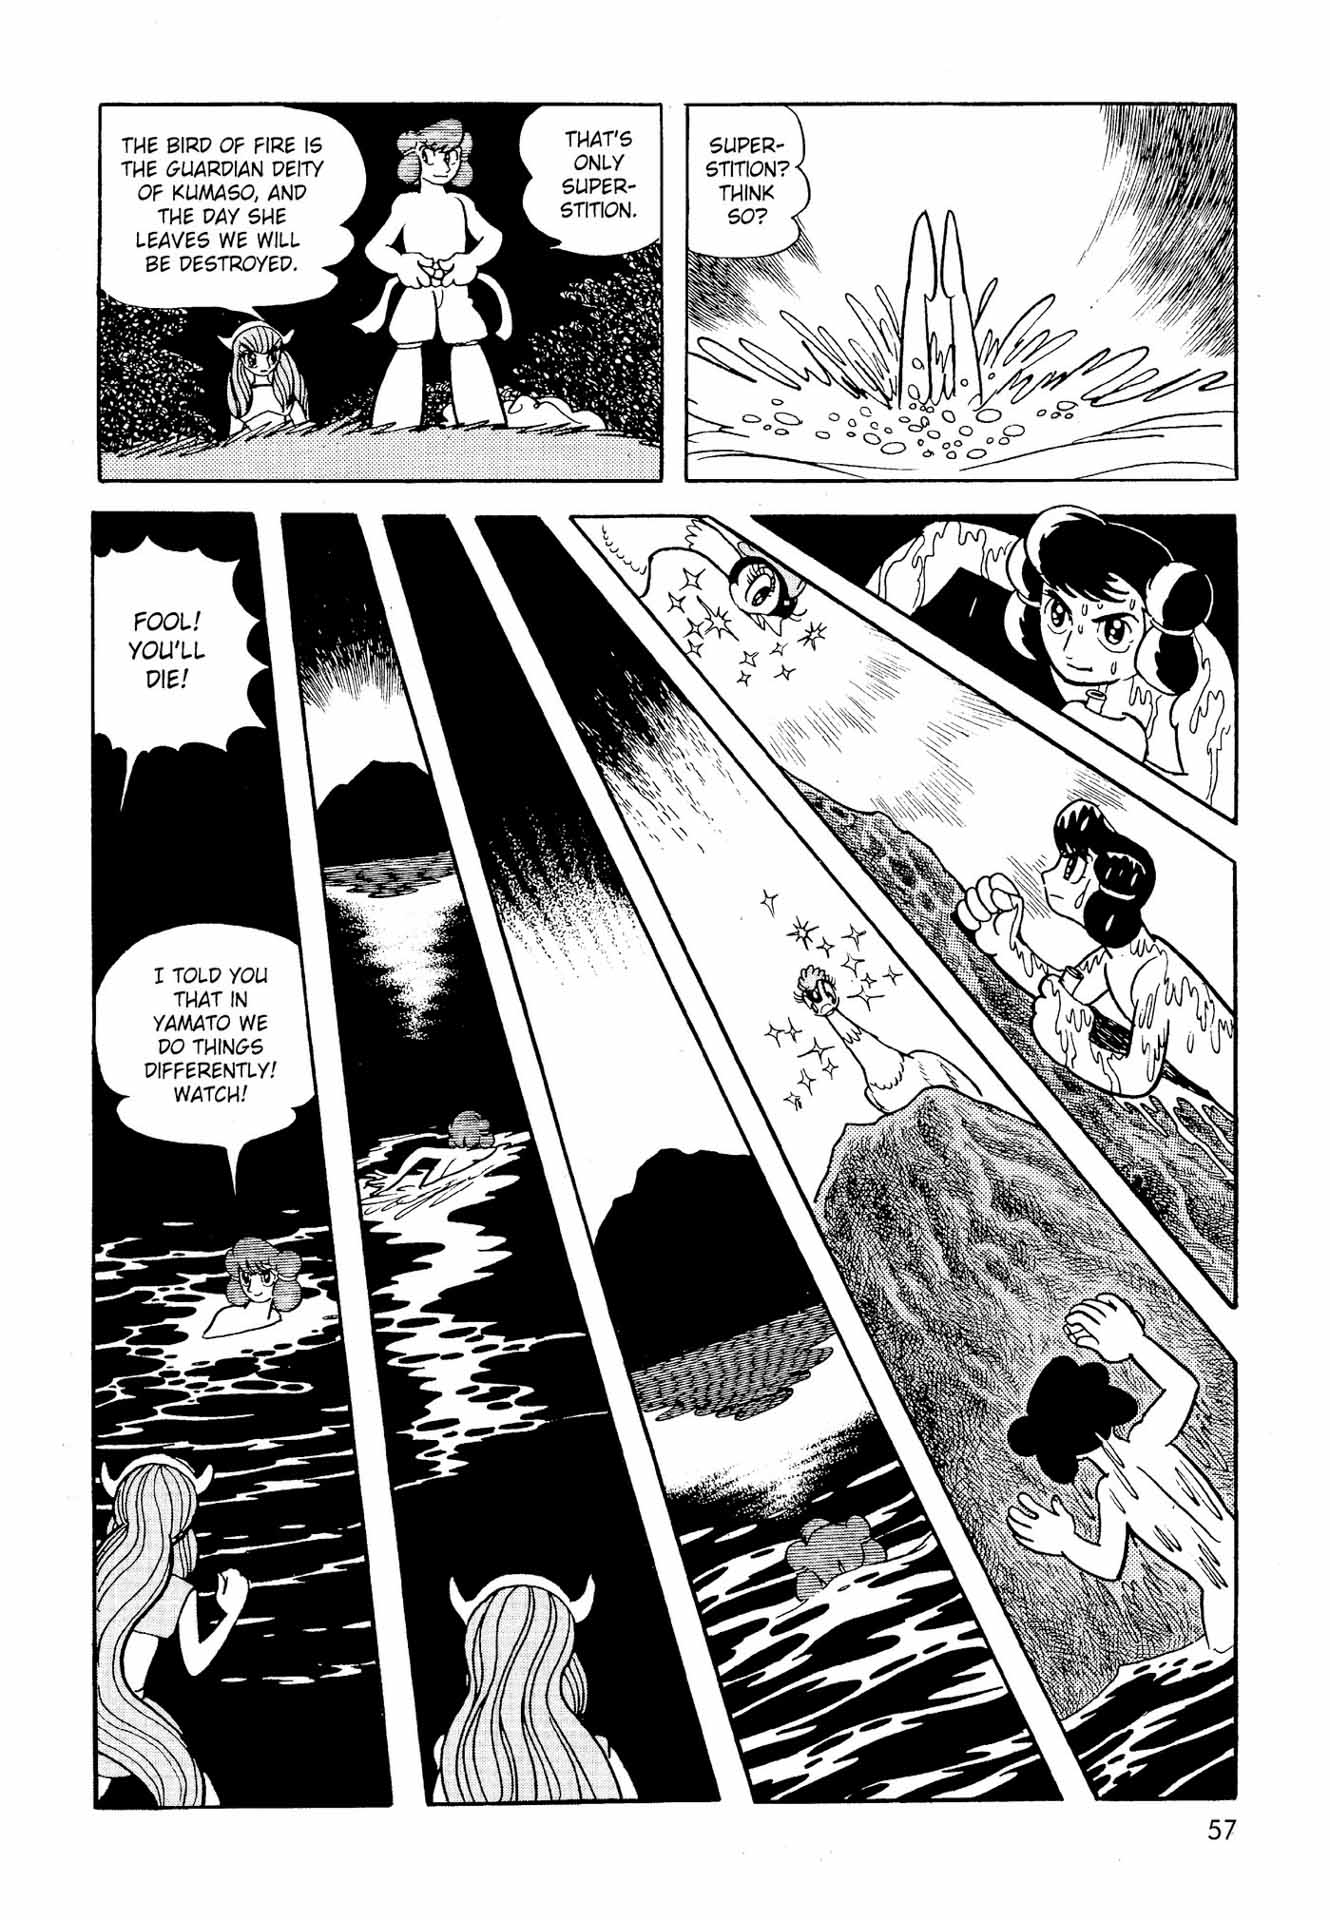 THE BIRD OF FIRE IS
THE GUARDIAN DEITY
OF KUMASO, AND
THE DAY SHE
LEAVES WE WILL
BE DESTROYED.
THAT'S
ONLY
SUPER-
STITION.
SUPER-
STITION?
THINK
SO?
FOOL!
YOU'LL
DIE!
I TOLD YOU
THAT IN
YAMATO WE
DO THINGS
DIFFERENTLY!
WATCH!
57